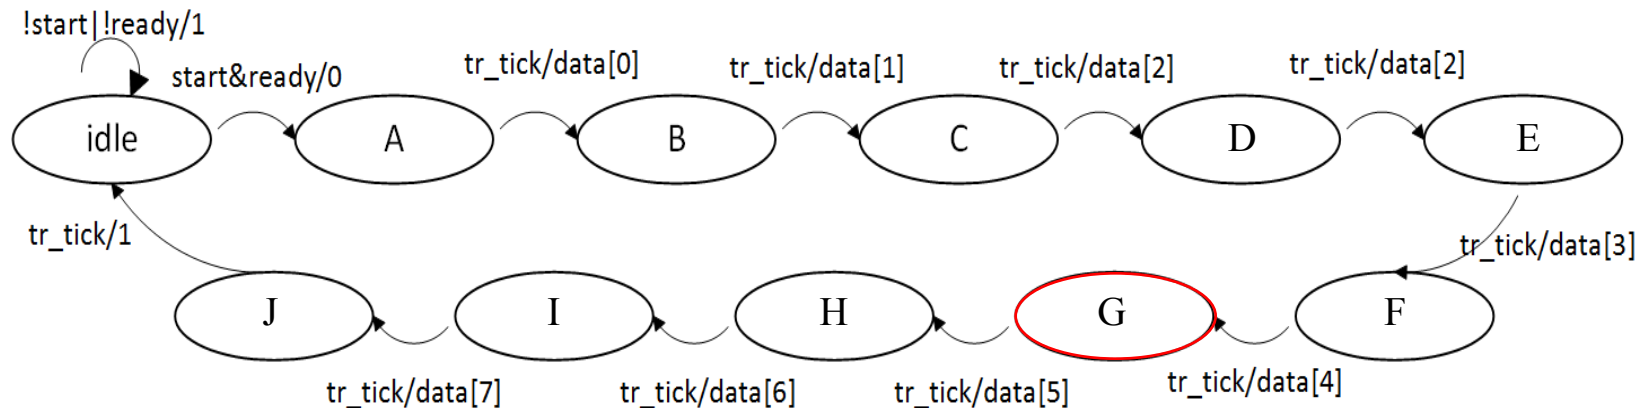 !start|!ready/1
start&ready/0
tr_tick/data[0]
tr_tick/data[1]
tr_tick/data[2]
tr_tick/data[2]
idle
A
B
C
D
E
tr_tick/1
tr_tick/data[3]
J
I
H
G
F
tr_tick/data[7]
tr_tick/data[6]
tr_tick/data[5]
tr_tick/data[4]